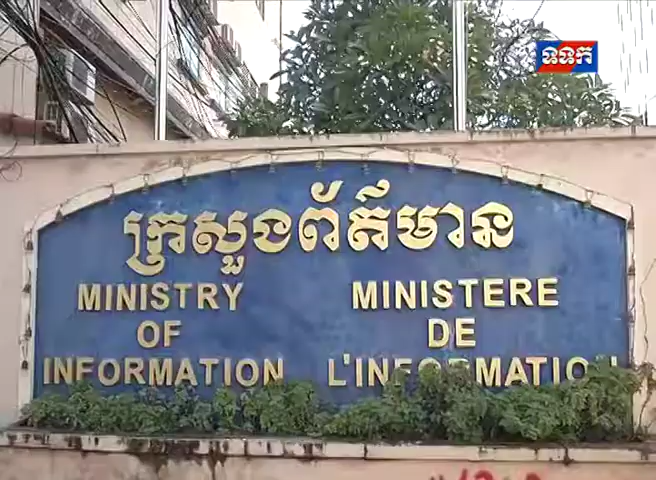 ទទក
ក្រសួងព័ត៌មាន
MINISTRY
OF
INFORMATION
MINISTERE
DE
L'INFORMATION